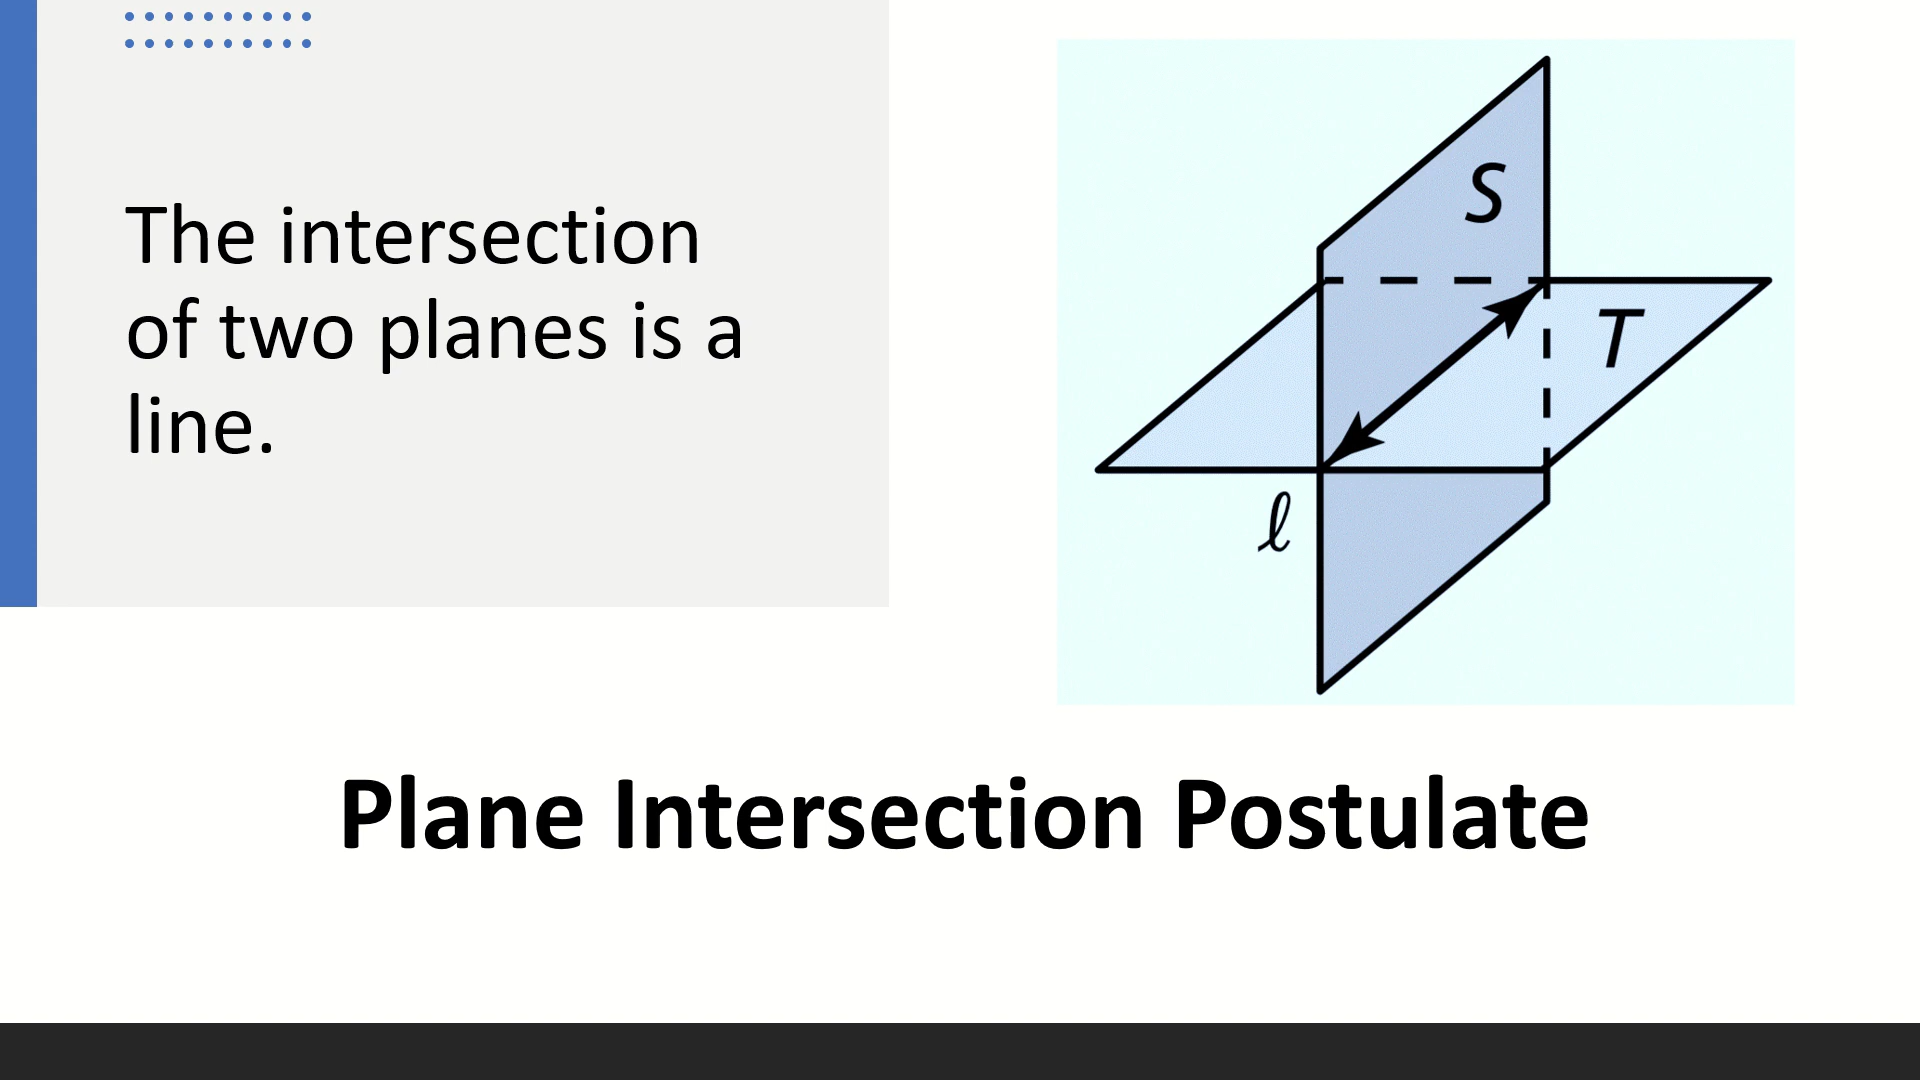 The intersection
of two planes is a
line.
S
T
ℓ
Plane Intersection Postulate